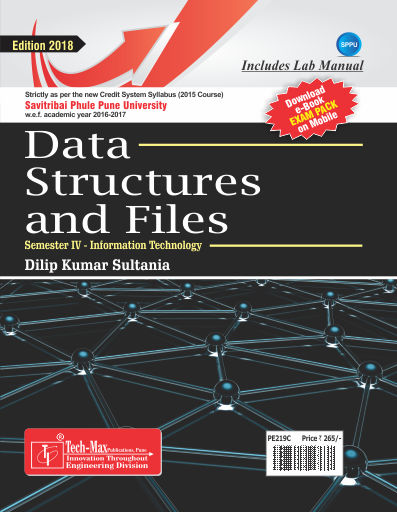 Edition 2018
SPPU
Includes Lab Manual
Strictly as per the new Credit System Syllabus (2015 Course)
Savitribai Phule Pune University
w.e.f. academic year 2016-2017
Download
e-Book
EXAM PACK
on Mobile
Data
Structures
and Files
Semester IV - Information Technology
Dilip Kumar Sultania
Tech-Max Publications, Pune
Innovation Throughout
Engineering Division
PE219C Price ₹ 265/-